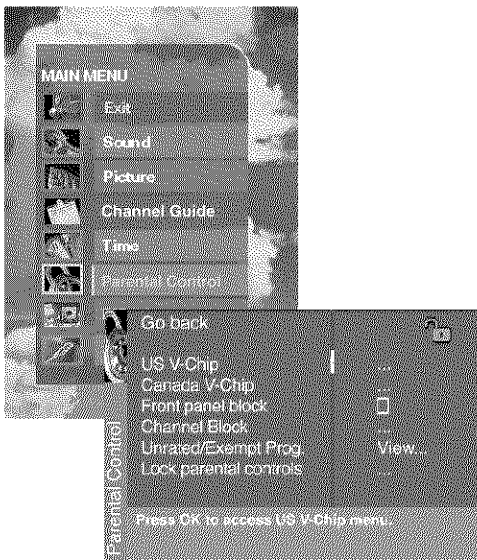 MAIN MENU
Exit
Sound
Picture
Channel Guide
Time
Parental Control
Go back
US V-Chip ...
Canada V-Chip ...
Front panel block
Channel Block ...
Unrated/Exempt Prog. View...
Lock parental controls ...
Parental Control
Press OK to access US V-Chip menu.